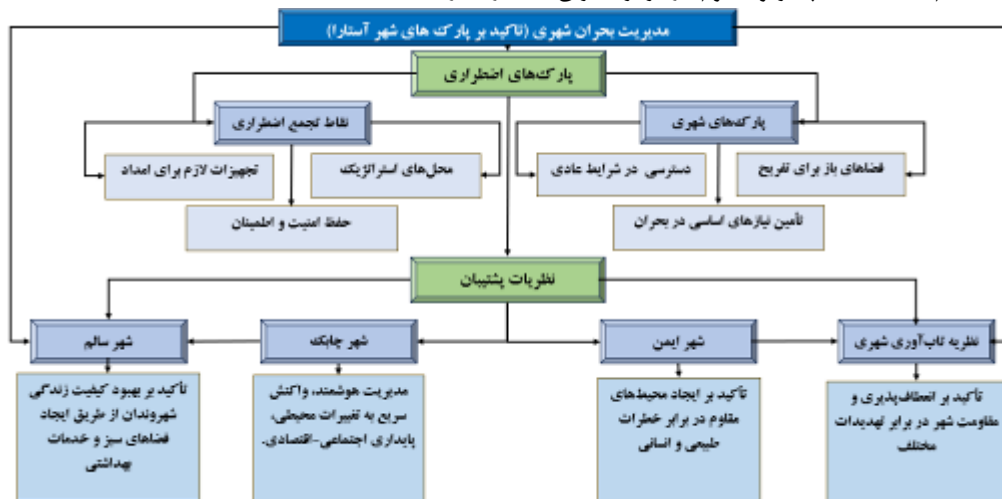 مدیریت بحران شهری (تاکید بر پارک های شهر آستارا)
پارک‌های اضطراری
پارک‌های شهری
نقاط تجمع اضطراری
فضاهای باز برای تفریح
دسترسی در شرایط عادی
محل‌های استراتژیک
تجهیزات لازم برای امداد
تأمین نیازهای اساسی در بحران
حفظ امنیت و اطمینان
نظریات پشتیبان
نظریه تاب‌آوری شهری
شهر ایمن
شهر چابک
شهر سالم
تأکید بر انعطاف‌پذیری و
مقاومت شهر در برابر تهدیدات
مختلف
تأکید بر ایجاد محیط‌های
مقاوم در برابر خطرات
طبیعی و انسانی
مدیریت هوشمند، واکنش
سریع به تغییرات محیطی،
پایداری اجتماعی-اقتصادی.
تأکید بر بهبود کیفیت زندگی
شهروندان از طریق ایجاد
فضاهای سبز و خدمات
بهداشتی